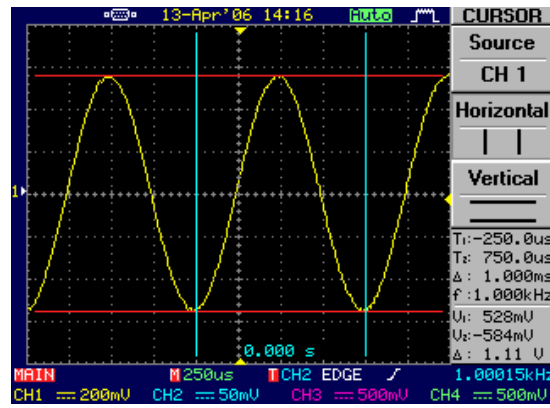 13-Apr'06 14:16 Auto CURSOR
Source
CH 1
Horizontal
Vertical
1
T₁:-250.0us
T₂: 750.0us
Δ: 1.000ms
f:1.000kHz
V₁: 528mV
V₂:-584mV
Δ: 1.11 V
0.000 s
MAIN M 250us T CH2 EDGE 1.00015kHz
CH1 200mV CH2 50mV CH3 500mV CH4 500mV